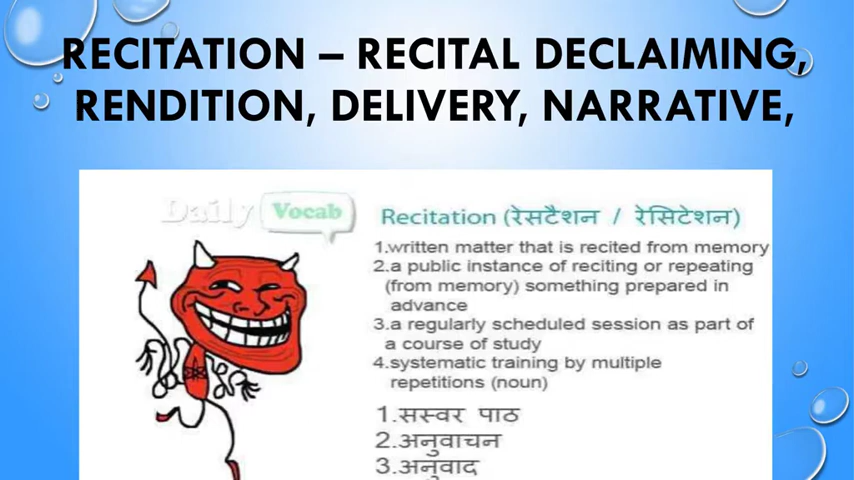 RECITATION – RECITAL DECLAIMING,
RENDITION, DELIVERY, NARRATIVE,
Daily Vocab
Recitation (रेसटैशन / रेसिटेशन)
1.written matter that is recited from memory
2.a public instance of reciting or repeating
(from memory) something prepared in
advance
3.a regularly scheduled session as part of
a course of study
4.systematic training by multiple
repetitions (noun)
1.सस्वर पाठ
2.अनुवाचन
3.अनुवाद